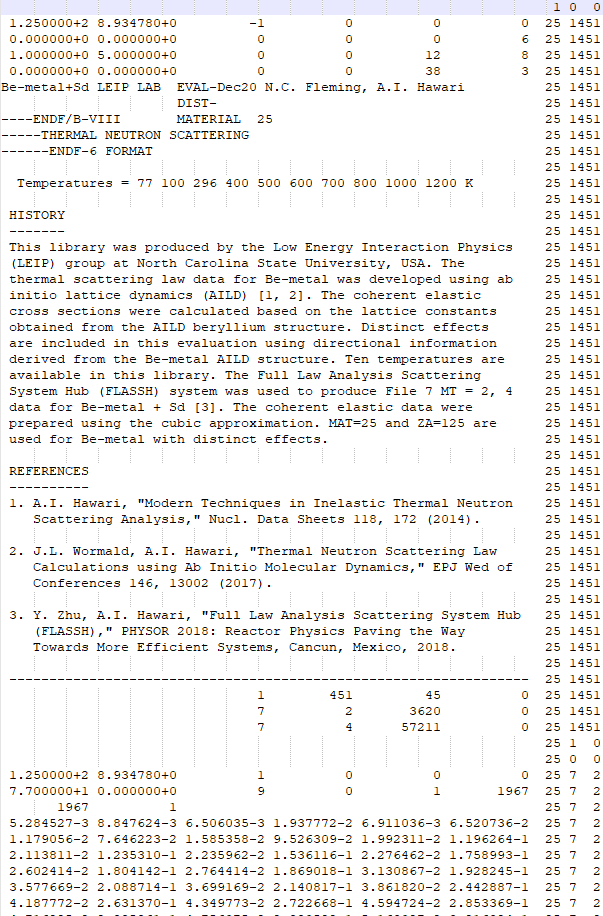 1 0 0
1.250000+2 8.934780+0 -1 0 0 0 25 1451
0.000000+0 0.000000+0 0 0 0 6 25 1451
1.000000+0 5.000000+0 0 0 12 8 25 1451
0.000000+0 0.000000+0 0 0 38 3 25 1451
Be-metal+Sd LEIP LAB EVAL-Dec20 N.C. Fleming, A.I. Hawari 25 1451
DIST- 25 1451
----ENDF/B-VIII MATERIAL 25 25 1451
-----THERMAL NEUTRON SCATTERING 25 1451
------ENDF-6 FORMAT 25 1451
25 1451
Temperatures = 77 100 296 400 500 600 700 800 1000 1200 K 25 1451
25 1451
HISTORY 25 1451
------- 25 1451
This library was produced by the Low Energy Interaction Physics 25 1451
(LEIP) group at North Carolina State University, USA. The 25 1451
thermal scattering law data for Be-metal was developed using ab 25 1451
initio lattice dynamics (AILD) [1, 2]. The coherent elastic 25 1451
cross sections were calculated based on the lattice constants 25 1451
obtained from the AILD beryllium structure. Distinct effects 25 1451
are included in this evaluation using directional information 25 1451
derived from the Be-metal AILD structure. Ten temperatures are 25 1451
available in this library. The Full Law Analysis Scattering 25 1451
System Hub (FLASSH) system was used to produce File 7 MT = 2, 4 25 1451
data for Be-metal + Sd [3]. The coherent elastic data were 25 1451
prepared using the cubic approximation. MAT=25 and ZA=125 are 25 1451
used for Be-metal with distinct effects. 25 1451
25 1451
REFERENCES 25 1451
---------- 25 1451
1. A.I. Hawari, "Modern Techniques in Inelastic Thermal Neutron 25 1451
Scattering Analysis," Nucl. Data Sheets 118, 172 (2014). 25 1451
25 1451
2. J.L. Wormald, A.I. Hawari, "Thermal Neutron Scattering Law 25 1451
Calculations using Ab Initio Molecular Dynamics," EPJ Wed of 25 1451
Conferences 146, 13002 (2017). 25 1451
25 1451
3. Y. Zhu, A.I. Hawari, "Full Law Analysis Scattering System Hub 25 1451
(FLASSH)," PHYSOR 2018: Reactor Physics Paving the Way 25 1451
Towards More Efficient Systems, Cancun, Mexico, 2018. 25 1451
25 1451
----------------------------------------------------------------- 25 1451
1 451 45 0 25 1451
7 2 3620 0 25 1451
7 4 57211 0 25 1451
25 1 0
25 0 0
1.250000+2 8.934780+0 1 0 0 0 25 7 2
7.700000+1 0.000000+0 9 0 1 1967 25 7 2
1967 1 25 7 2
5.284527-3 8.847624-3 6.506035-3 1.937772-2 6.911036-3 6.520736-2 25 7 2
1.179056-2 7.646223-2 1.585358-2 9.526309-2 1.992311-2 1.196264-1 25 7 2
2.113811-2 1.235310-1 2.235962-2 1.536116-1 2.276462-2 1.758993-1 25 7 2
2.602414-2 1.804142-1 2.764414-2 1.869018-1 3.130867-2 1.928245-1 25 7 2
3.577669-2 2.088714-1 3.699169-2 2.140817-1 3.861820-2 2.442887-1 25 7 2
4.187772-2 2.631370-1 4.349773-2 2.722668-1 4.594724-2 2.853369-1 25 7 2